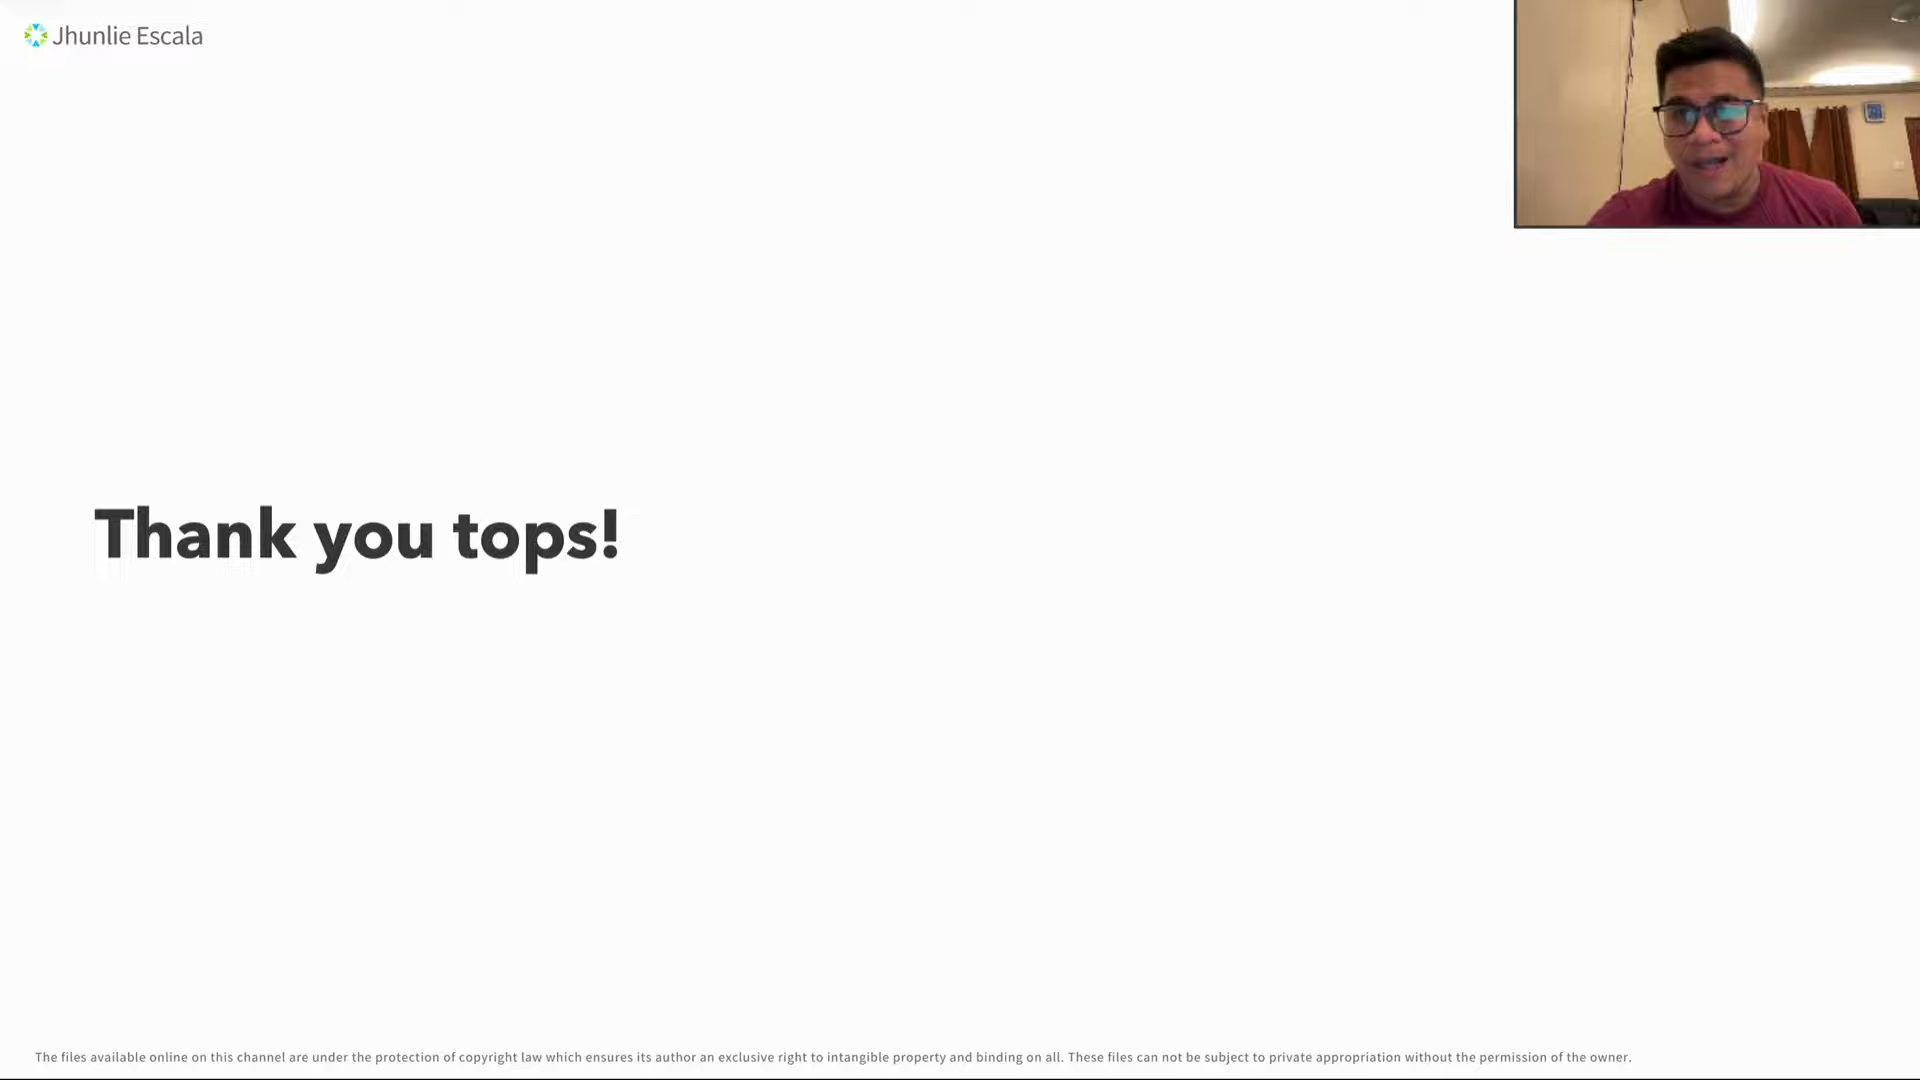 Jhunlie Escala
Thank you tops!
The files available online on this channel are under the protection of copyright law which ensures its author an exclusive right to intangible property and binding on all. These files can not be subject to private appropriation without the permission of the owner.